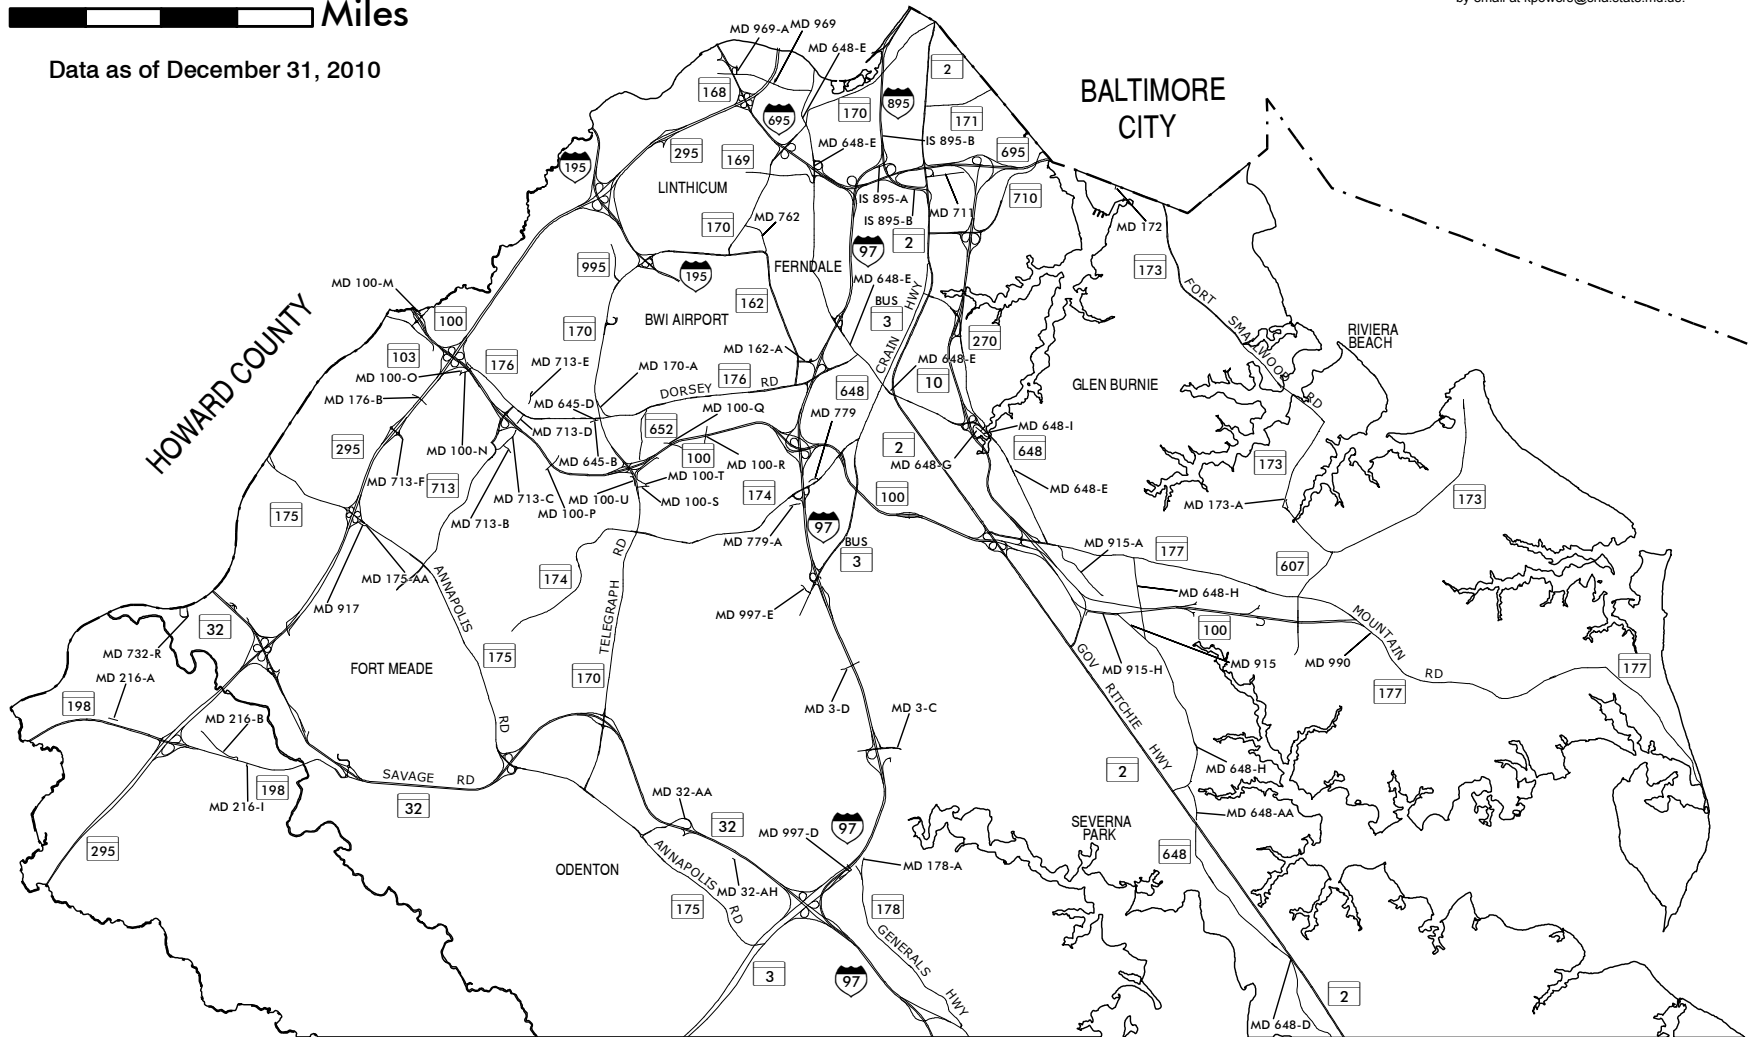 Miles
by email at kpowers@sha.state.md.us.
Data as of December 31, 2010
MD 969-A
MD 969
MD 648-E
2
BALTIMORE
CITY
168
695
170
895
171
295
169
MD 648-E
IS 895-B
695
195
LINTHICUM
IS 895-A
710
MD 711
170
MD 762
IS 895-B
2
MD 172
97
995
195
FERNDALE
173
MD 648-E
MD 100-M
162
BUS
3
CRAIN HWY
FORT SMALLWOOD RD
100
170
BWI AIRPORT
270
RIVIERA
BEACH
HOWARD COUNTY
103
176
MD 713-E
MD 162-A
MD 648-E
MD 100-O
MD 170-A
DORSEY RD
176
648
10
GLEN BURNIE
MD 176-B
MD 645-D
MD 100-Q
MD 779
295
MD 713-D
652
MD 648-I
MD 100-N
MD 645-B
100
MD 100-R
2
MD 648-G
648
173
MD 713-F
713
MD 100-T
174
100
MD 648-E
173
MD 713-C
MD 100-U
MD 100-S
MD 173-A
175
MD 713-B
MD 100-P
97
MD 779-A
BUS
3
MD 915-A
177
607
MD 175-AA
ANNAPOLIS RD
174
TELEGRAPH RD
MD 648-H
MD 917
MD 997-E
32
100
MOUNTAIN RD
MD 732-R
FORT MEADE
175
GOV RITCHIE HWY
MD 915-H
MD 915
MD 990
177
MD 216-A
170
177
198
MD 216-B
MD 3-D
MD 3-C
SAVAGE RD
2
MD 648-H
198
MD 216-I
32
MD 32-AA
MD 648-AA
32
MD 997-D
97
SEVERNA
PARK
295
ODENTON
ANNAPOLIS RD
MD 178-A
648
MD 32-AH
175
178
GENERALS HWY
3
97
2
MD 648-D